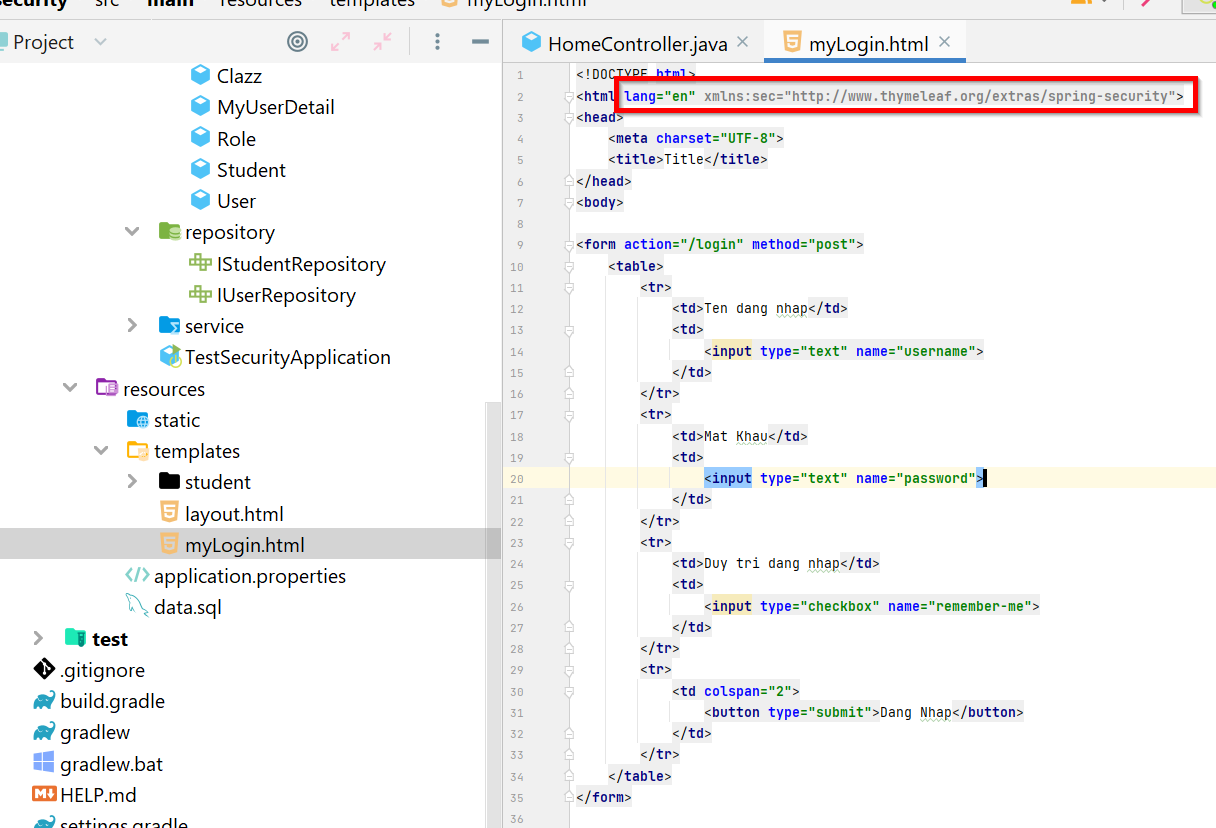 security src main resources templates myLogin.html
Project
Clazz
MyUserDetail
Role
Student
User
repository
IStudentRepository
IUserRepository
service
TestSecurityApplication
resources
static
templates
student
layout.html
myLogin.html
application.properties
data.sql
test
.gitignore
build.gradle
gradlew
gradlew.bat
HELP.md
settings.gradle
HomeController.java
myLogin.html
1 <!DOCTYPE html>
2 <html lang="en" xmlns:sec="http://www.thymeleaf.org/extras/spring-security">
3 <head>
4 <meta charset="UTF-8">
5 <title>Title</title>
6 </head>
7 <body>
8
9 <form action="/login" method="post">
10 <table>
11 <tr>
12 <td>Ten dang nhap</td>
13 <td>
14 <input type="text" name="username">
15 </td>
16 </tr>
17 <tr>
18 <td>Mat Khau</td>
19 <td>
20 <input type="text" name="password">
21 </td>
22 </tr>
23 <tr>
24 <td>Duy tri dang nhap</td>
25 <td>
26 <input type="checkbox" name="remember-me">
27 </td>
28 </tr>
29 <tr>
30 <td colspan="2">
31 <button type="submit">Dang Nhap</button>
32 </td>
33 </tr>
34 </table>
35 </form>
36